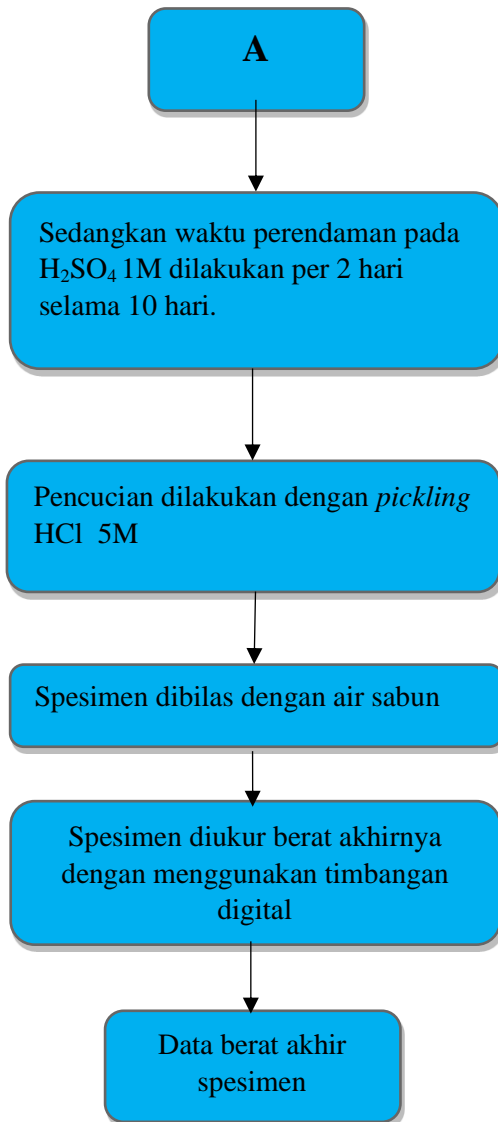 A
Sedangkan waktu perendaman pada
H₂SO₄ 1M dilakukan per 2 hari
selama 10 hari.
Pencucian dilakukan dengan pickling
HCl 5M
Spesimen dibilas dengan air sabun
Spesimen diukur berat akhirnya
dengan menggunakan timbangan
digital
Data berat akhir
spesimen